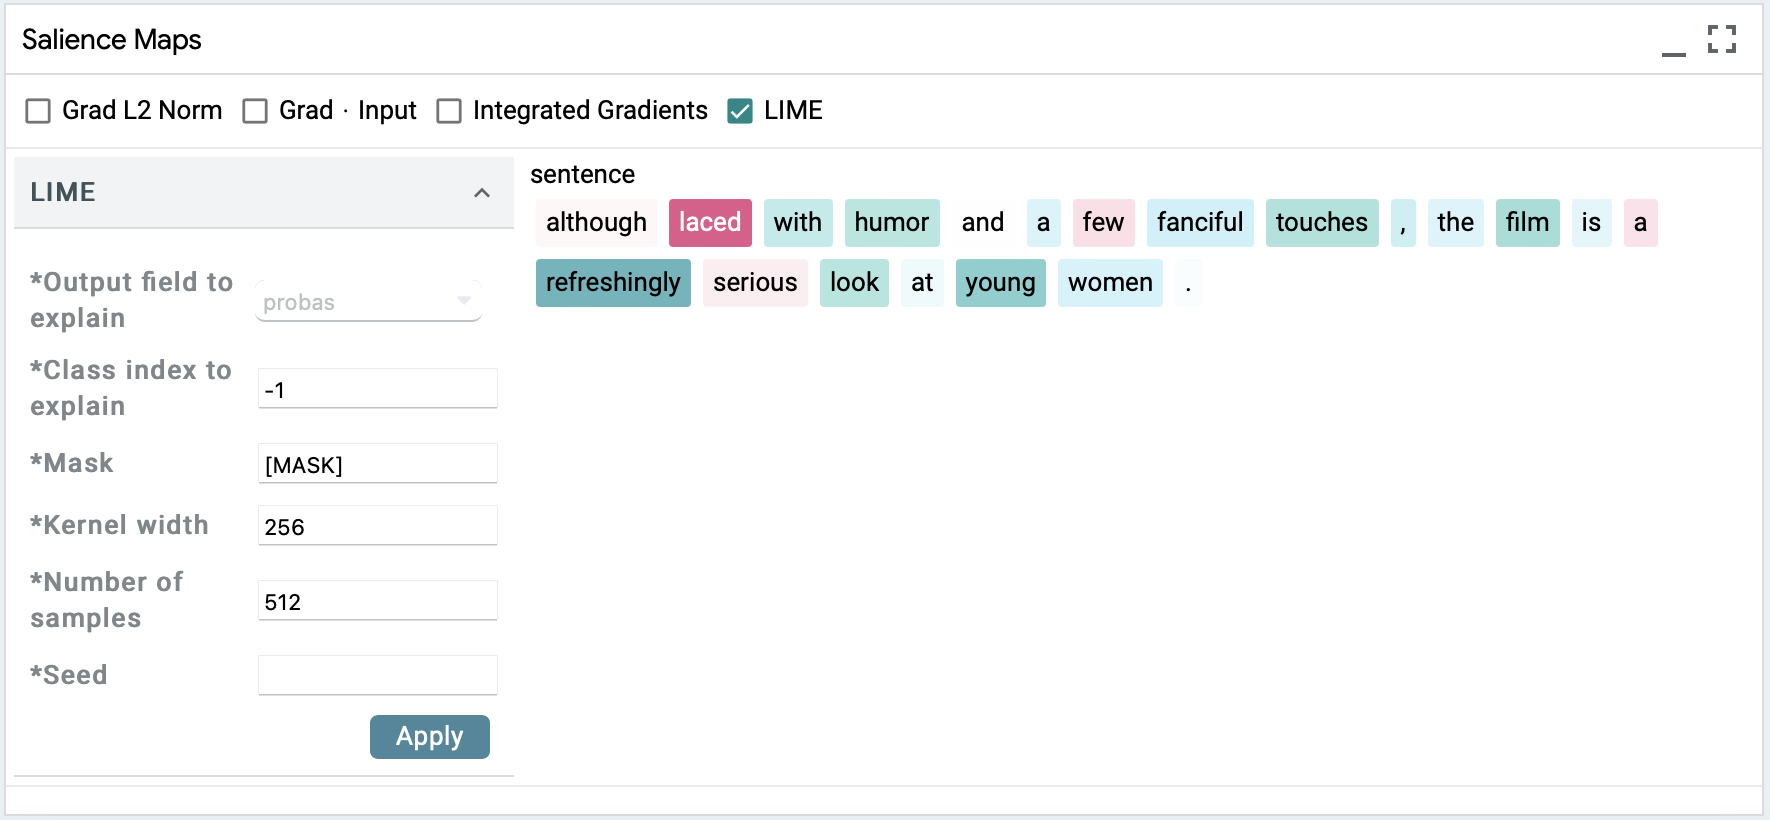 Salience Maps
Grad L2 Norm Grad · Input Integrated Gradients LIME
LIME
*Output field to explain
probas
*Class index to explain
-1
*Mask
[MASK]
*Kernel width
256
*Number of samples
512
*Seed
Apply
sentence
although laced with humor and a few fanciful touches , the film is a
refreshingly serious look at young women .